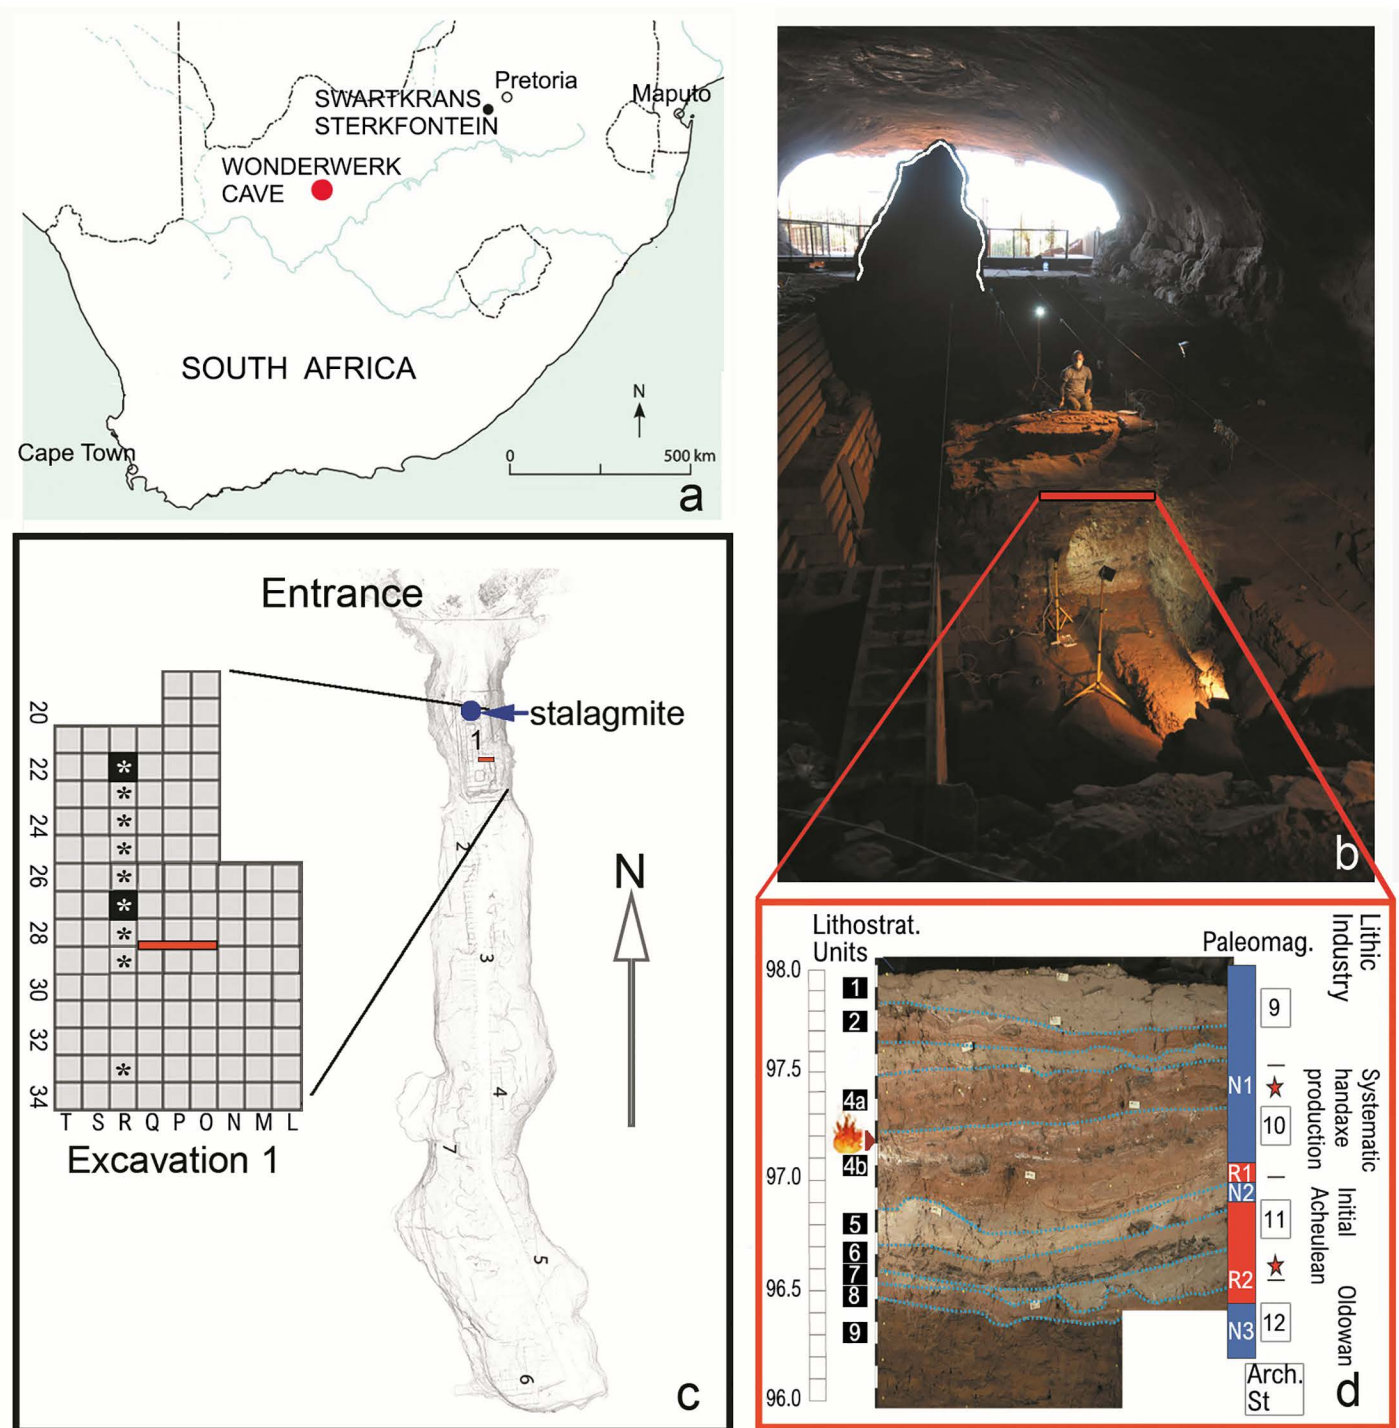 Pretoria
SWARTKRANS
STERKFONTEIN
Maputo
WONDERWERK
CAVE
SOUTH AFRICA
N
Cape Town
0
500 km
a
b
Entrance
stalagmite
1
2
3
4
7
5
6
N
20
22
24
26
28
30
32
34
*
*
*
*
*
*
*
*
*
T S R Q P O N M L
Excavation 1
c
Lithostrat.
Units
Paleomag.
Lithic
Industry
98.0
97.5
97.0
96.5
96.0
1
2
4a
4b
5
6
7
8
9
N1
R1
N2
R2
N3
9
10
11
12
Systematic
handaxe
production
Initial
Acheulean
Oldowan
Arch.
St
d